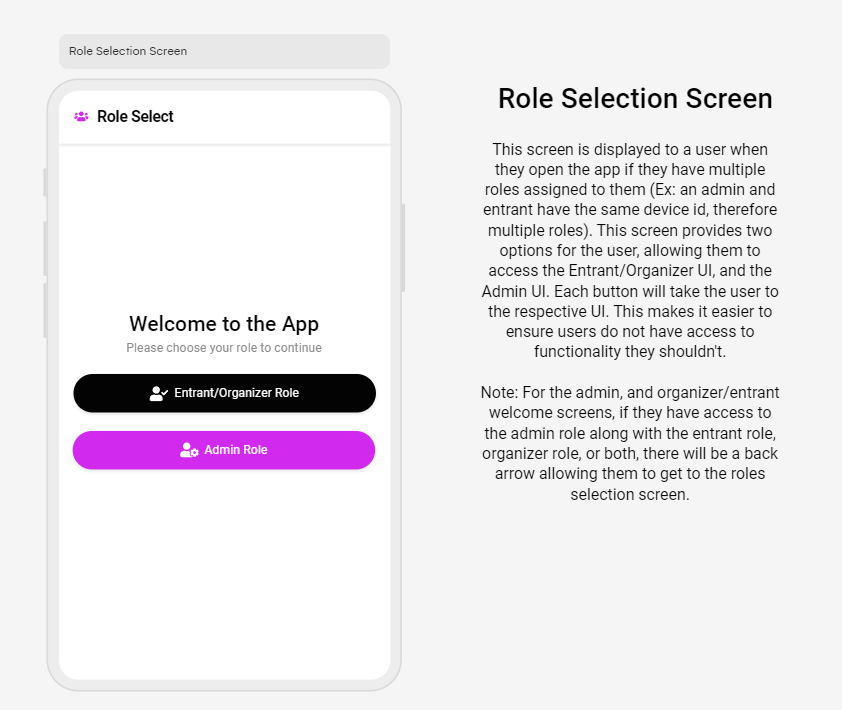 Role Selection Screen
Role Select
Welcome to the App
Please choose your role to continue
Entrant/Organizer Role
Admin Role
Role Selection Screen
This screen is displayed to a user when
they open the app if they have multiple
roles assigned to them (Ex: an admin and
entrant have the same device id, therefore
multiple roles). This screen provides two
options for the user, allowing them to
access the Entrant/Organizer UI, and the
Admin UI. Each button will take the user to
the respective UI. This makes it easier to
ensure users do not have access to
functionality they shouldn't.
Note: For the admin, and organizer/entrant
welcome screens, if they have access to
the admin role along with the entrant role,
organizer role, or both, there will be a back
arrow allowing them to get to the roles
selection screen.